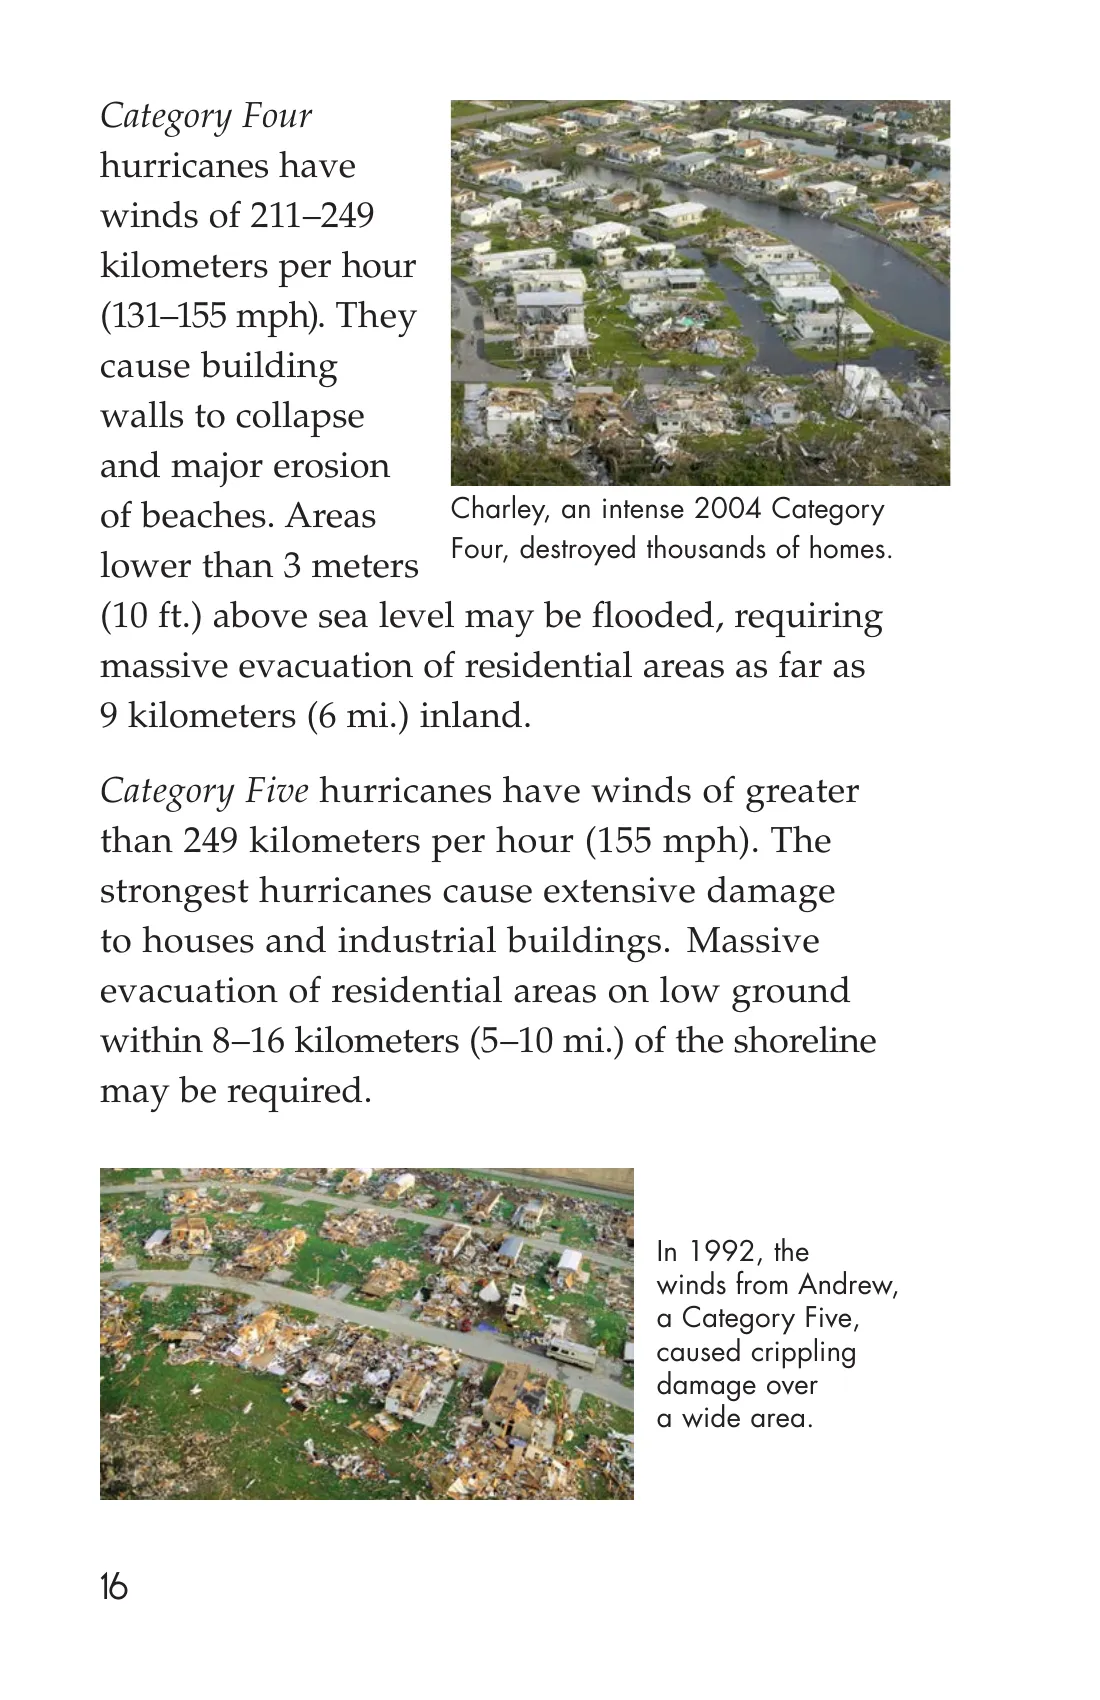 Category Four
hurricanes have
winds of 211–249
kilometers per hour
(131–155 mph). They
cause building
walls to collapse
and major erosion
of beaches. Areas
lower than 3 meters
(10 ft.) above sea level may be flooded, requiring
massive evacuation of residential areas as far as
9 kilometers (6 mi.) inland.
Charley, an intense 2004 Category
Four, destroyed thousands of homes.
Category Five hurricanes have winds of greater
than 249 kilometers per hour (155 mph). The
strongest hurricanes cause extensive damage
to houses and industrial buildings. Massive
evacuation of residential areas on low ground
within 8–16 kilometers (5–10 mi.) of the shoreline
may be required.
In 1992, the
winds from Andrew,
a Category Five,
caused crippling
damage over
a wide area.
16